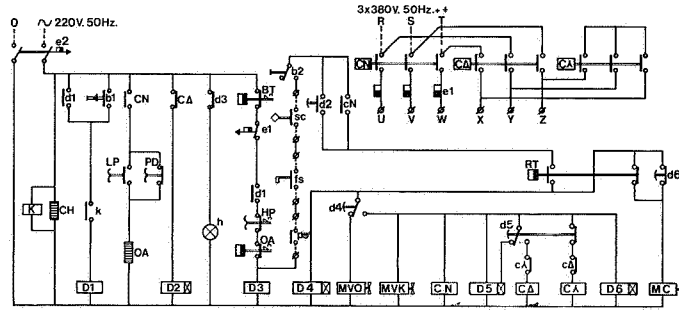 0 ~ 220V. 50Hz. 3x380V. 50Hz.++
R S T
e2
CN CΔ Cλ
b2
d1 b1 CN CΔ d3 BT d2 cN
e1
U V W X Y Z
e1 sc
LP PD RT d6
k fs
K CH d1 d4
HP
OA h OA d5
cλ cΔ
D1 D2 D3 D4 MVO MVK CN D5 CΔ Cλ D6 MC